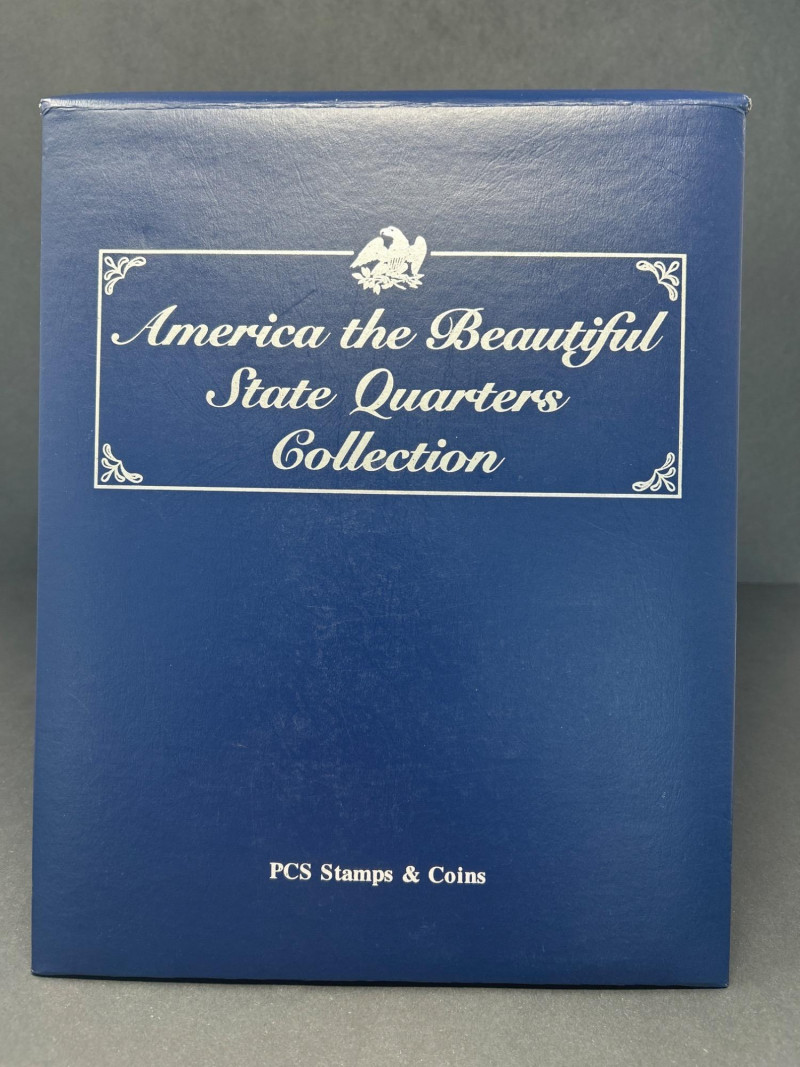 America the Beautiful
State Quarters
Collection
PCS Stamps & Coins